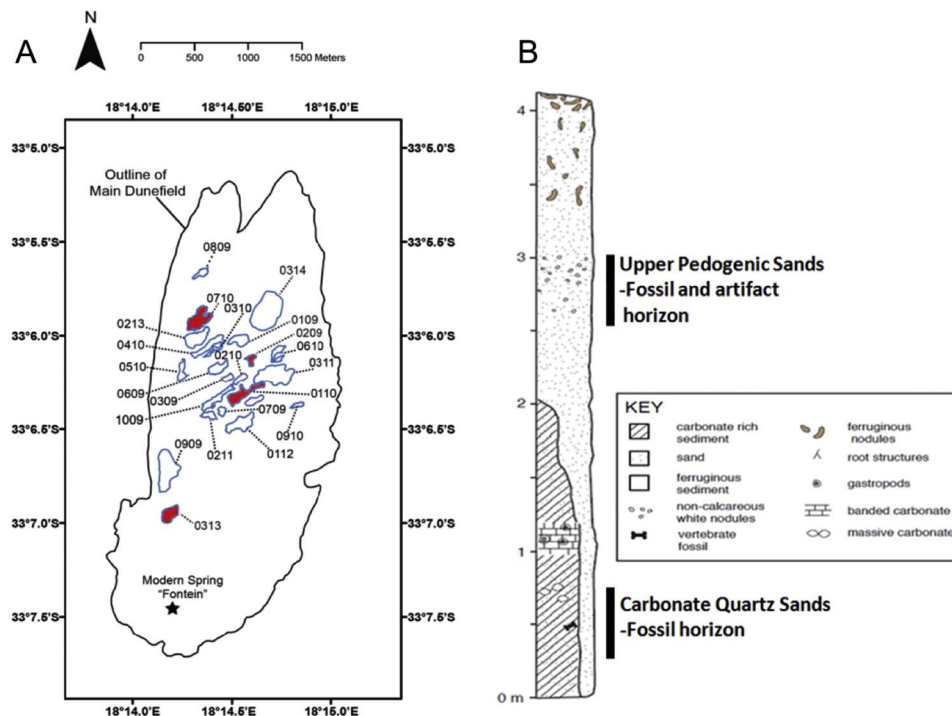 A
N
0 500 1000 1500 Meters
18°14.0'E 18°14.50'E 18°15.0'E
33°5.0'S 33°5.0'S
Outline of
Main Dunefield
33°5.5'S 33°5.5'S
0809
0314
0710
0310
33°6.0'S 33°6.0'S
0213
0109
0410
0209
0210
0610
0510
0311
0609
0309
0110
1009
0709
0910
33°6.5'S 33°6.5'S
0211
0112
0909
33°7.0'S 33°7.0'S
0313
Modern Spring
"Fontein"
33°7.5'S 33°7.5'S
18°14.0'E 18°14.5'E 18°15.0'E
B
4
3
2
1
0 m
Upper Pedogenic Sands
-Fossil and artifact
horizon
KEY
carbonate rich
sediment
sand
ferruginous
sediment
non-calcareous
white nodules
vertebrate
fossil
ferruginous
nodules
root structures
gastropods
banded carbonate
massive carbonate
Carbonate Quartz Sands
-Fossil horizon